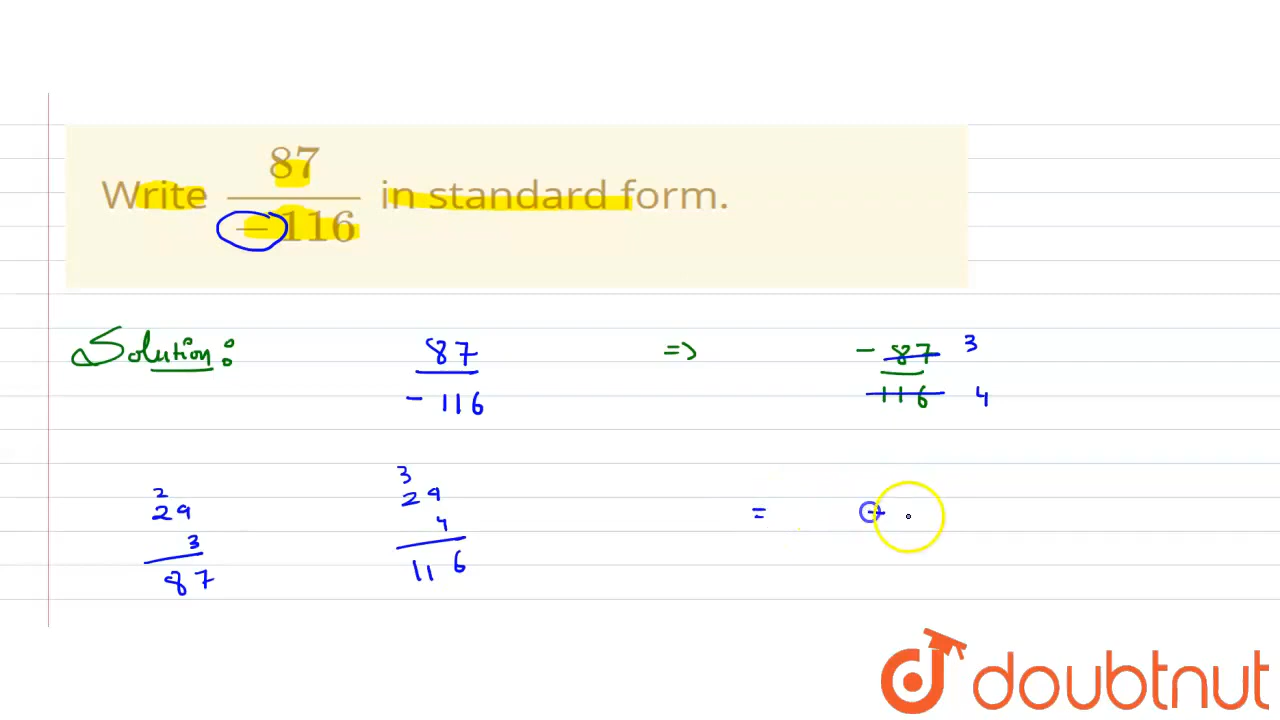 87
Write ─── in standard form.
−116
Solution: 87 => − 87 3
− 116 116 4
2 3
29 29
3 4 =
87 116
doubtnut